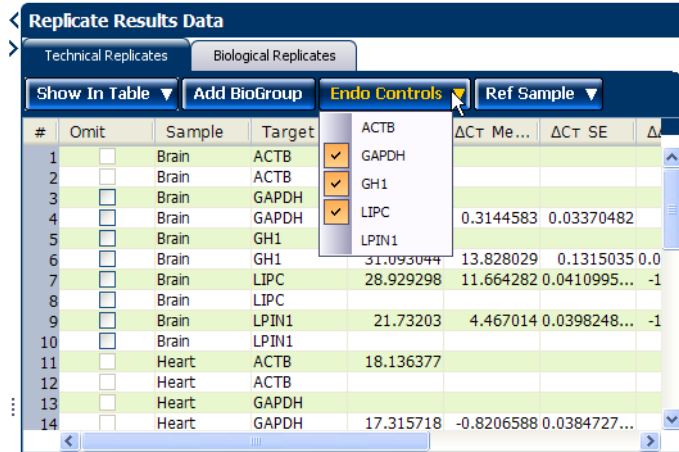 Replicate Results Data
Technical Replicates Biological Replicates
Show In Table ▼ Add BioGroup Endo Controls ▼ Ref Sample ▼
# Omit Sample Target ΔCт Me... ΔCт SE
ACTB
GAPDH
GH1
LIPC
LPIN1
1 Brain ACTB
2 Brain ACTB
3 Brain GAPDH
4 Brain GAPDH 0.3144583 0.03370482
5 Brain GH1
6 Brain GH1 31.093044 13.828029 0.1315035 0.0
7 Brain LIPC 28.929298 11.664282 0.0410995... -1
8 Brain LIPC
9 Brain LPIN1 21.73203 4.467014 0.0398248... -1
10 Brain LPIN1
11 Heart ACTB 18.136377
12 Heart ACTB
13 Heart GAPDH
14 Heart GAPDH 17.315718 -0.8206588 0.0384727...